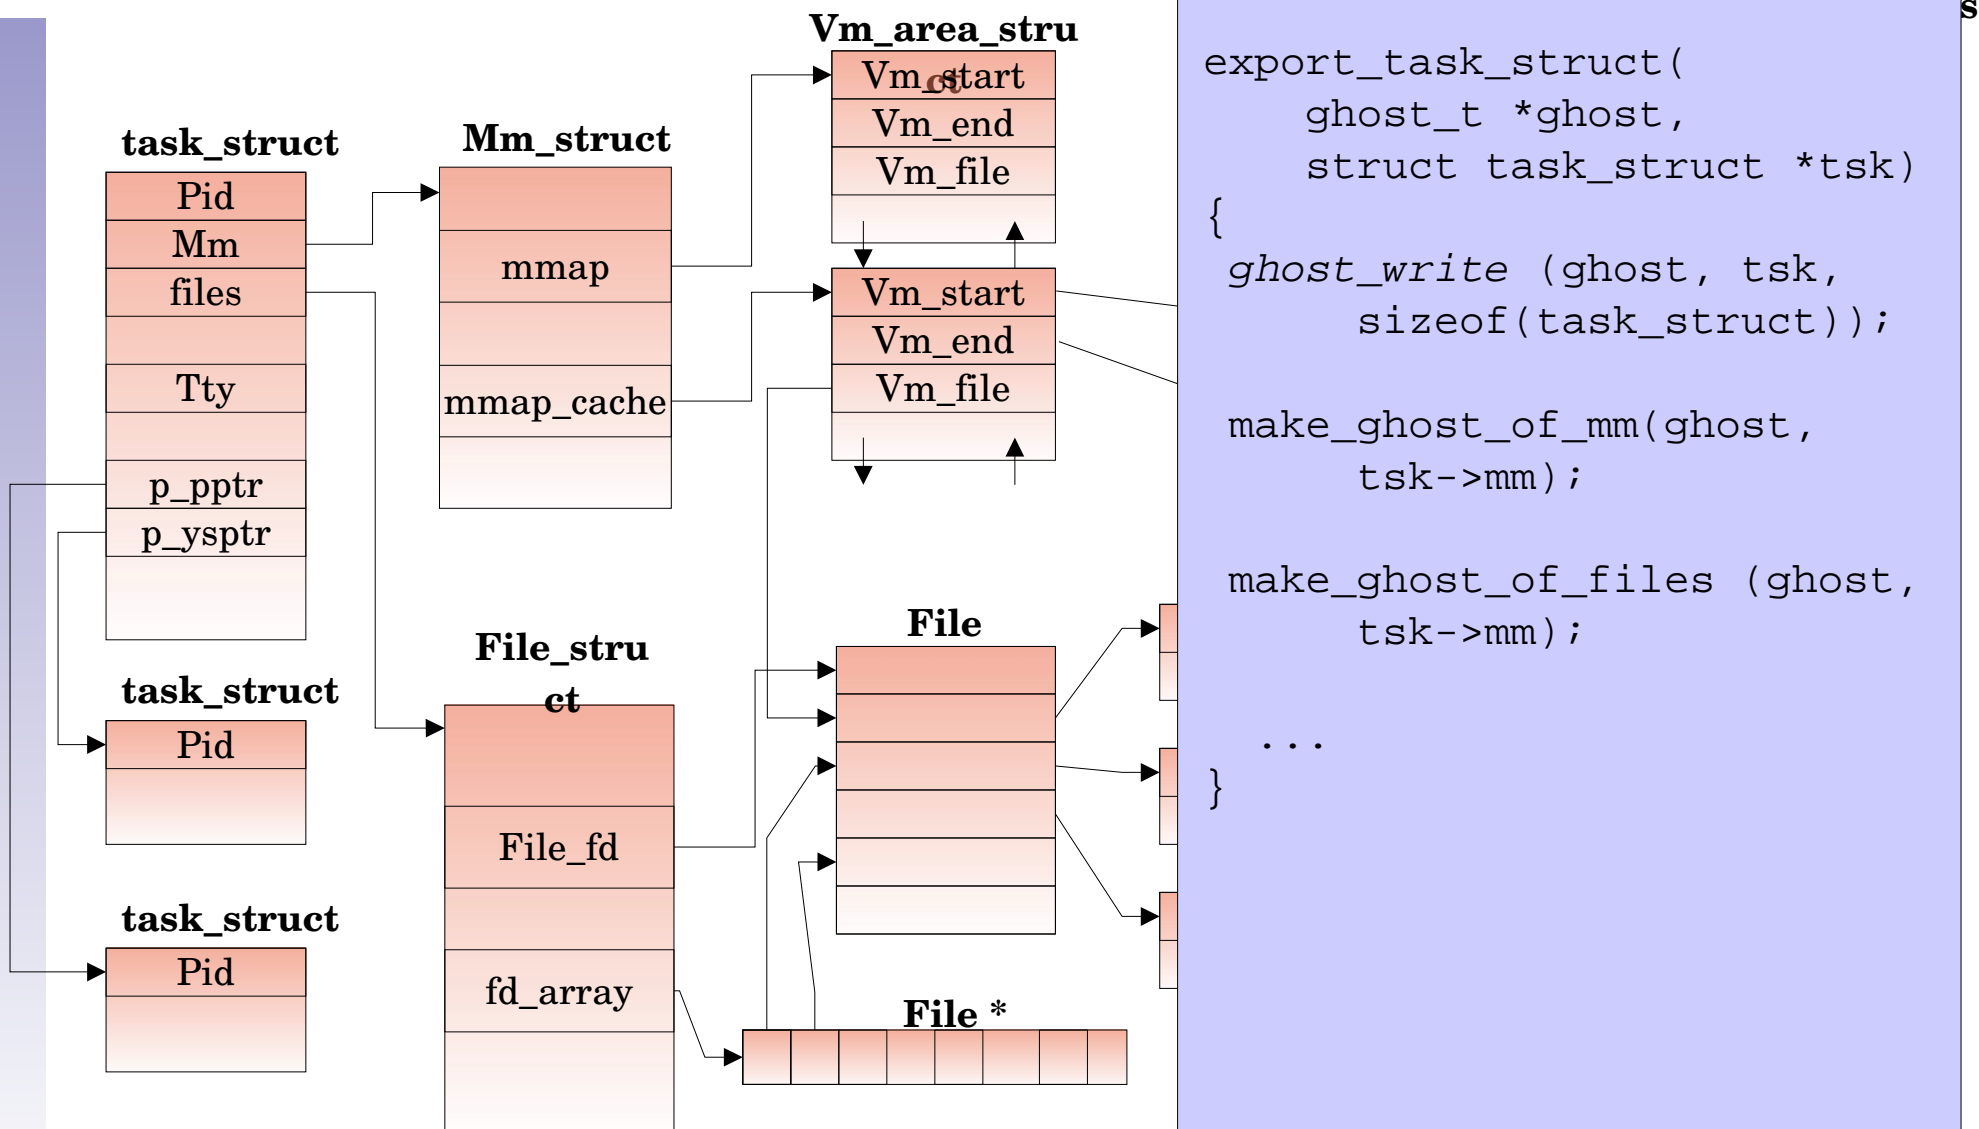 task_struct
Pid
Mm
files
Tty
p_pptr
p_ysptr
task_struct
Pid
task_struct
Pid
Mm_struct
mmap
mmap_cache
File_stru
ct
File_fd
fd_array
Vm_area_stru
ct
Vm_start
Vm_end
Vm_file
Vm_start
Vm_end
Vm_file
File
File *
s
export_task_struct(
ghost_t *ghost,
struct task_struct *tsk)
{
ghost_write (ghost, tsk,
sizeof(task_struct));
make_ghost_of_mm(ghost,
tsk->mm);
make_ghost_of_files (ghost,
tsk->mm);
...
}